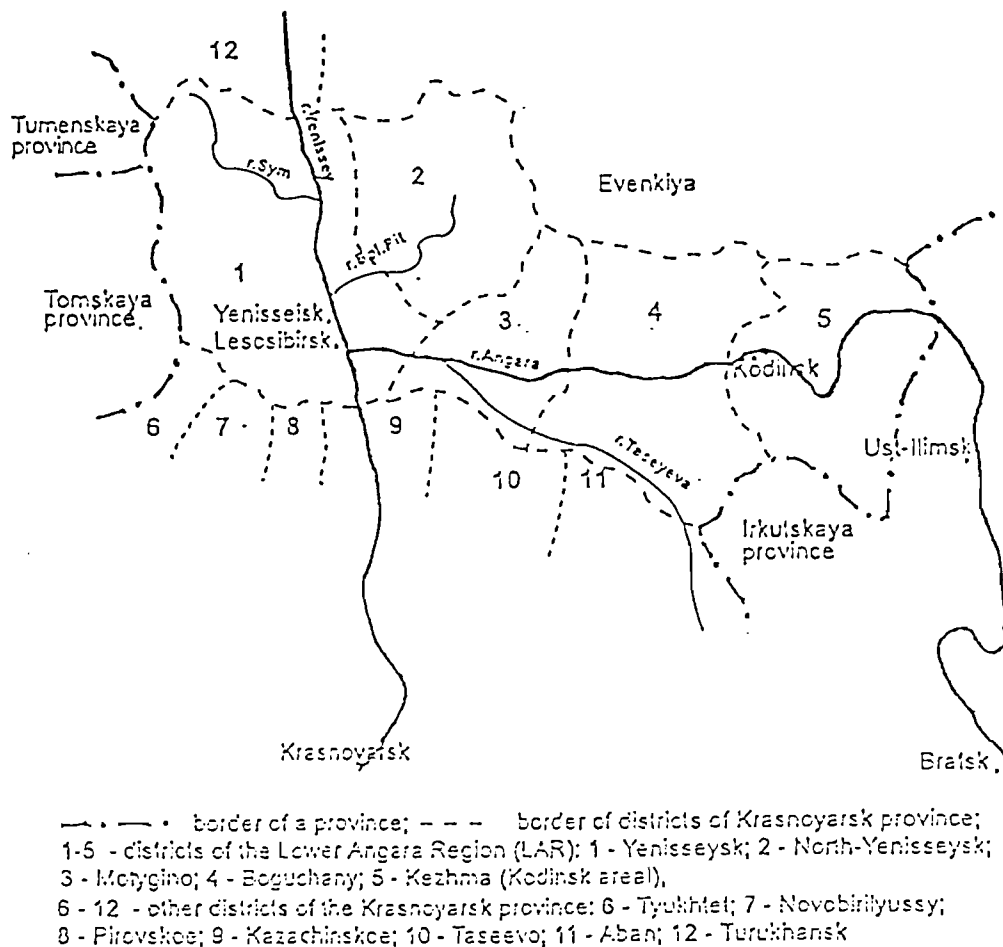 12
Tumenskaya
province
r.Yenissey
r.Sym
2
Evenkiya
r.Bol.Pit
1
Tomskaya
province.
Yenisseisk.
Lesosibirsk.
3
4
5
r.Angara
Kodinsk
6
7
8
9
10
11
r.Taseyeva
Ust-Ilimsk
Irkutskaya
province
Krasnoyarsk
Bratsk.
border of a province; - - - border of districts of Krasnoyarsk province;
1-5 - districts of the Lower Angara Region (LAR): 1 - Yenisseysk; 2 - North-Yenisseysk;
3 - Motygino; 4 - Boguchany; 5 - Kezhma (Kodinsk areal),
6 - 12 - other districts of the Krasnoyarsk province: 6 - Tyukhtet; 7 - Novobirilyussy;
8 - Pirovskoe; 9 - Kazachinskoe; 10 - Taseevo; 11 - Aban; 12 - Turukhansk